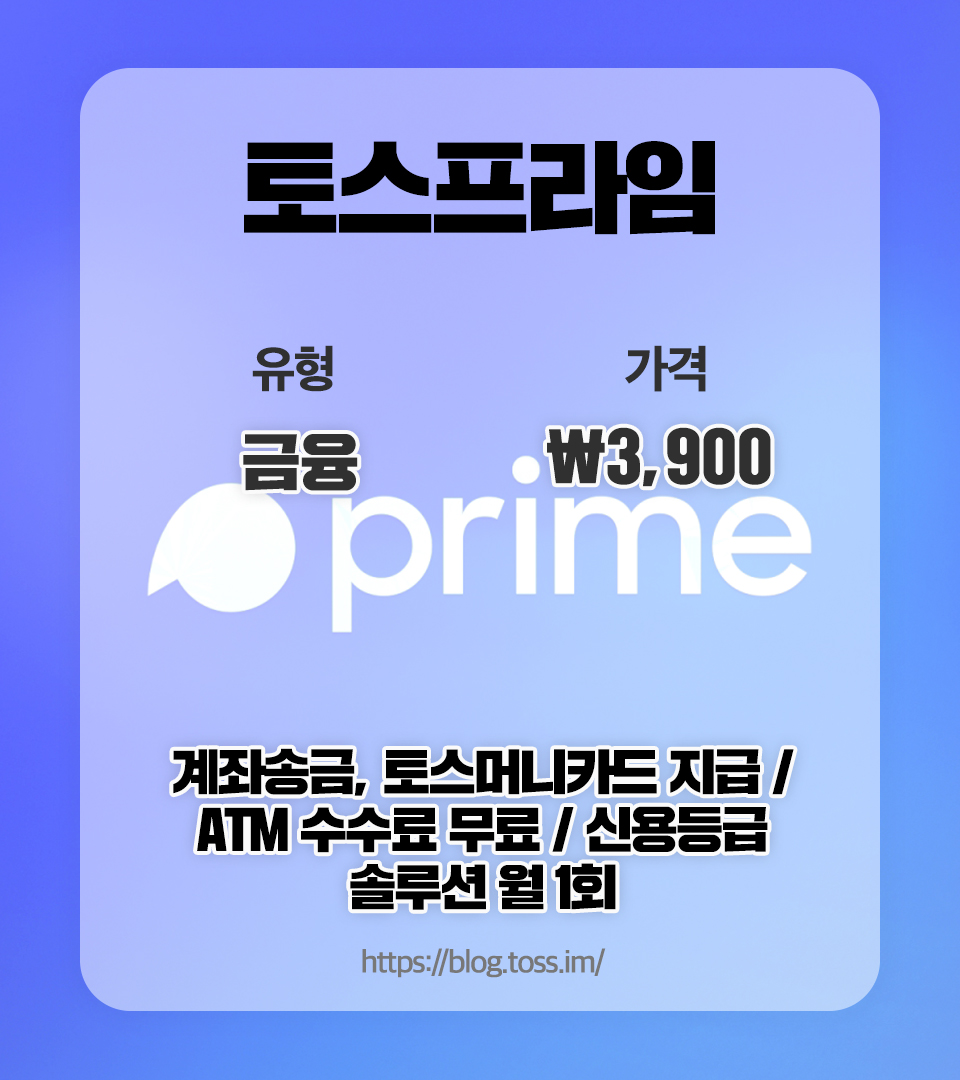 토스프라임
유형 가격
금융 ₩3,900
prime
계좌송금, 토스머니카드 지급 /
ATM 수수료 무료 / 신용등급
솔루션 월 1회
https://blog.toss.im/